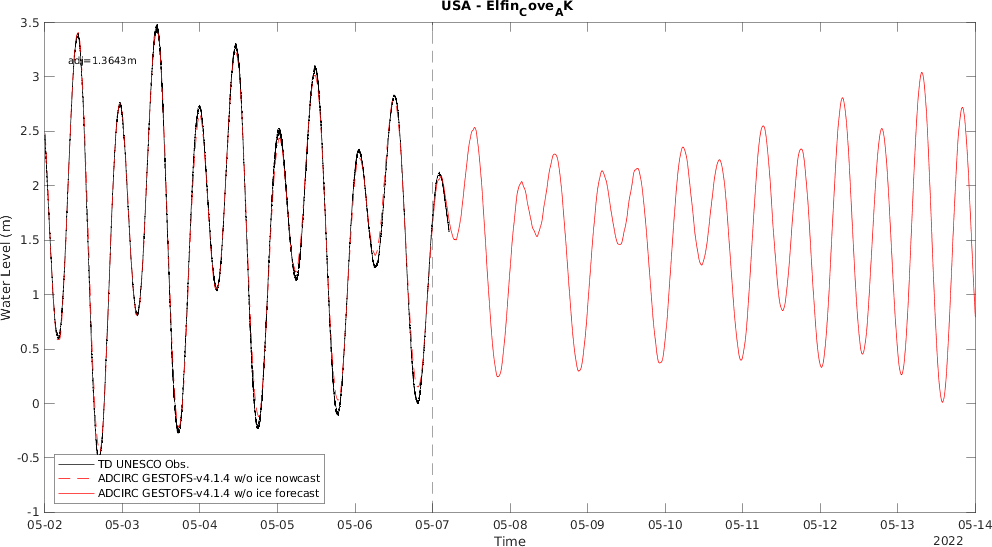 USA - Elfin_Cove_AK
3.5
adj=1.3643m
3
2.5
2
1.5
1
0.5
0
-0.5
-1
Water Level (m)
TD UNESCO Obs.
ADCIRC GESTOFS-v4.1.4 w/o ice nowcast
ADCIRC GESTOFS-v4.1.4 w/o ice forecast
05-02 05-03 05-04 05-05 05-06 05-07 05-08 05-09 05-10 05-11 05-12 05-13 05-14
Time
2022